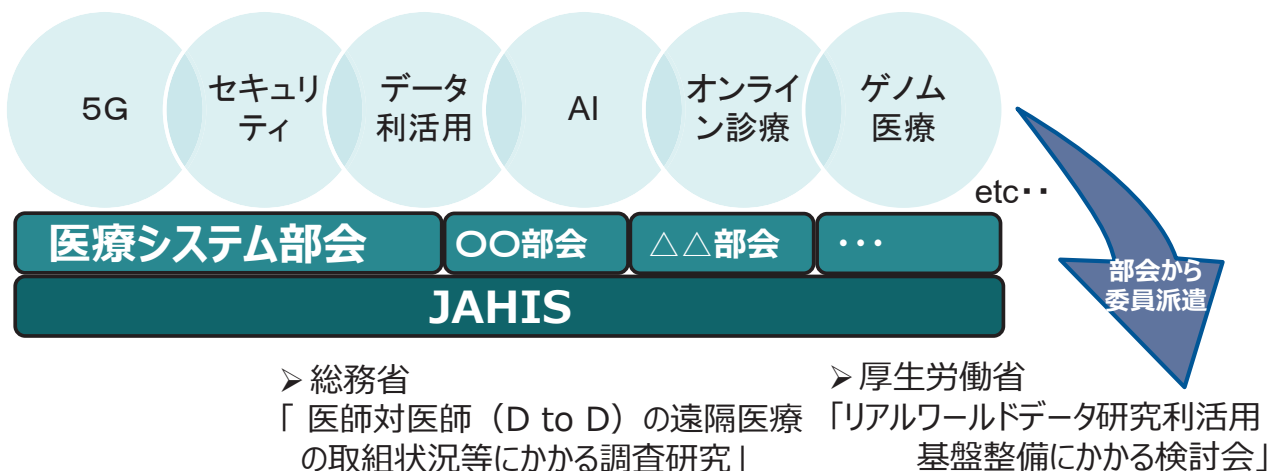 5G
セキュリ
ティ
データ
利活用
AI
オンライ
ン診療
ゲノム
医療
etc・・
医療システム部会
〇〇部会
△△部会
・・・
JAHIS
部会から
委員派遣
➢ 総務省
「 医師対医師（D to D）の遠隔医療
の取組状況等にかかる調査研究」
➢ 厚生労働省
「リアルワールドデータ研究利活用
基盤整備にかかる検討会」